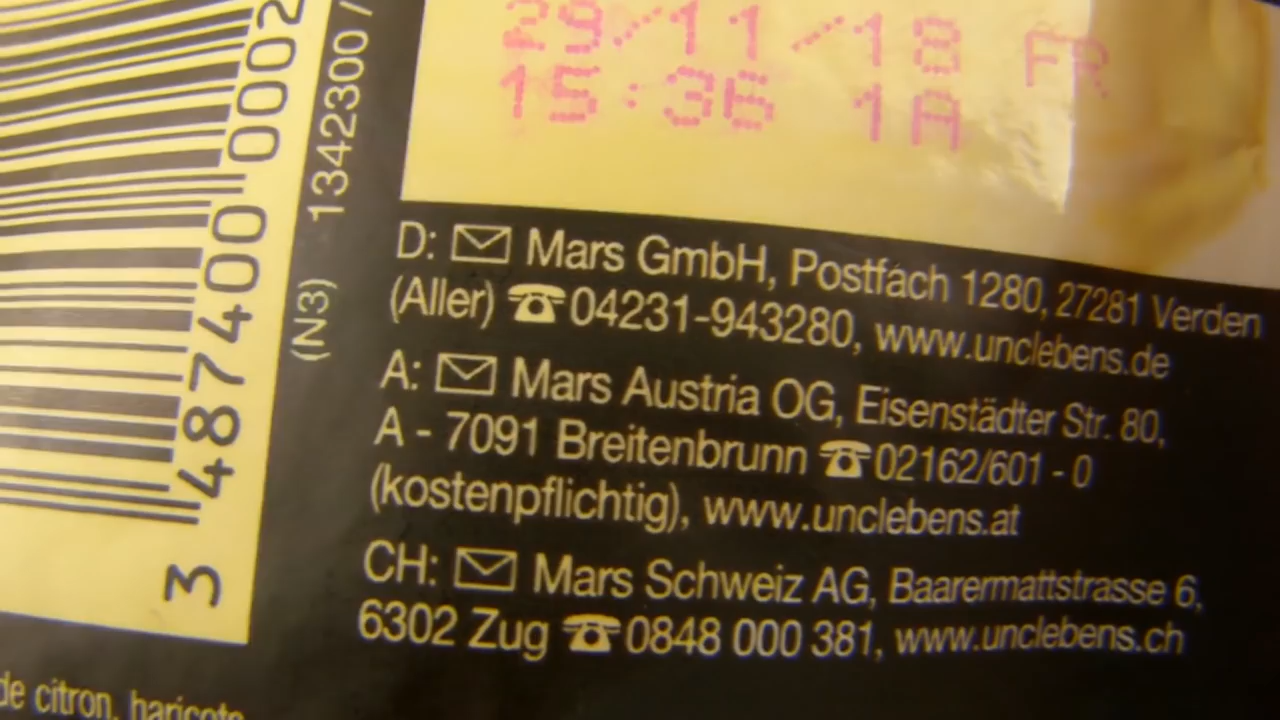 29/11/18 FR
15:36 1A
3 487400 0002
(N3) 1342300 /
D: Mars GmbH, Postfach 1280, 27281 Verden
(Aller) 04231-943280, www.unclebens.de
A: Mars Austria OG, Eisenstädter Str. 80,
A - 7091 Breitenbrunn 02162/601 - 0
(kostenpflichtig), www.unclebens.at
CH: Mars Schweiz AG, Baarermattstrasse 6,
6302 Zug 0848 000 381, www.unclebens.ch
de citron, haricots